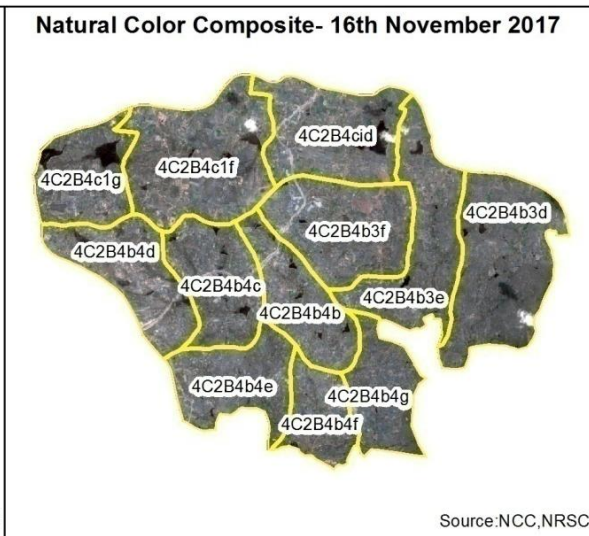 Natural Color Composite- 16th November 2017
4C2B4cid
4C2B4c1f
4C2B4c1g
4C2B4b3d
4C2B4b3f
4C2B4b4d
4C2B4b4c
4C2B4b3e
4C2B4b4b
4C2B4b4e
4C2B4b4g
4C2B4b4f
Source:NCC,NRSC